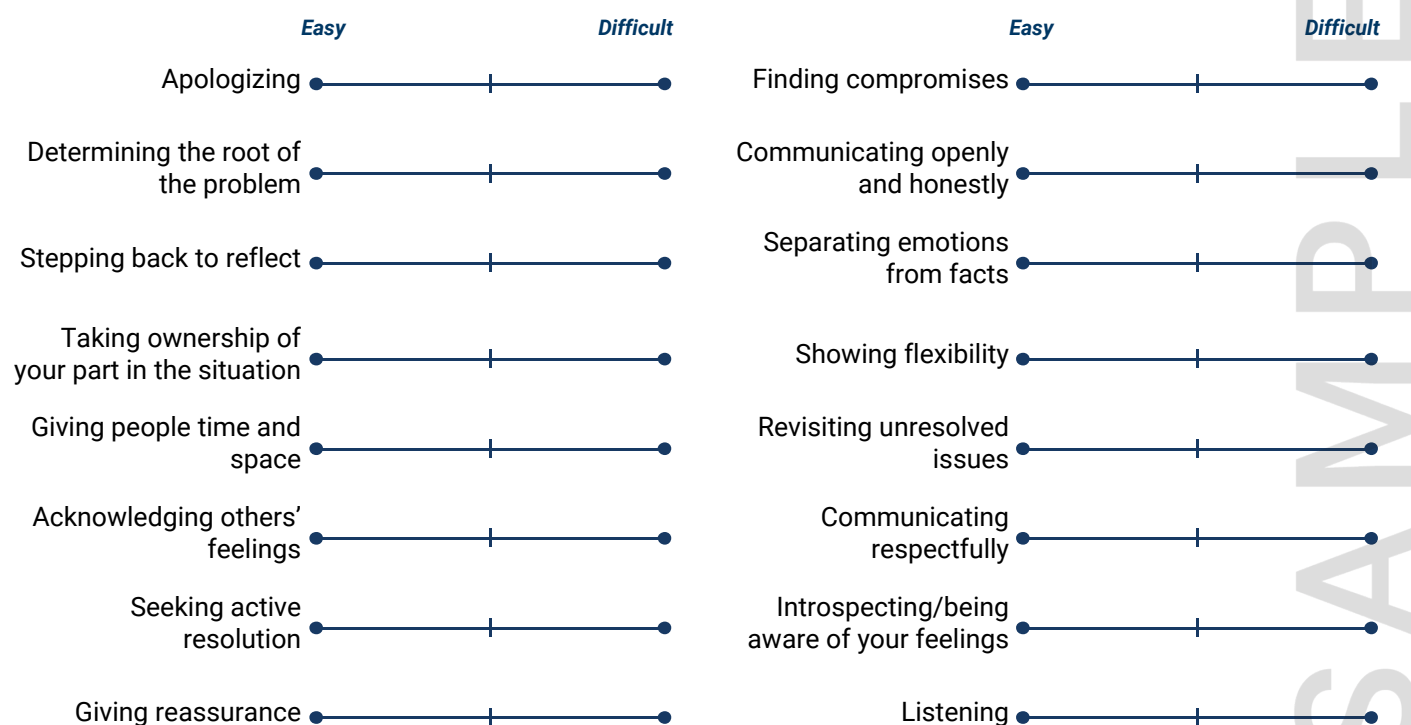 Easy Difficult
Apologizing
Determining the root of
the problem
Stepping back to reflect
Taking ownership of
your part in the situation
Giving people time and
space
Acknowledging others’
feelings
Seeking active
resolution
Giving reassurance
Easy Difficult
Finding compromises
Communicating openly
and honestly
Separating emotions
from facts
Showing flexibility
Revisiting unresolved
issues
Communicating
respectfully
Introspecting/being
aware of your feelings
Listening
SAMPLE